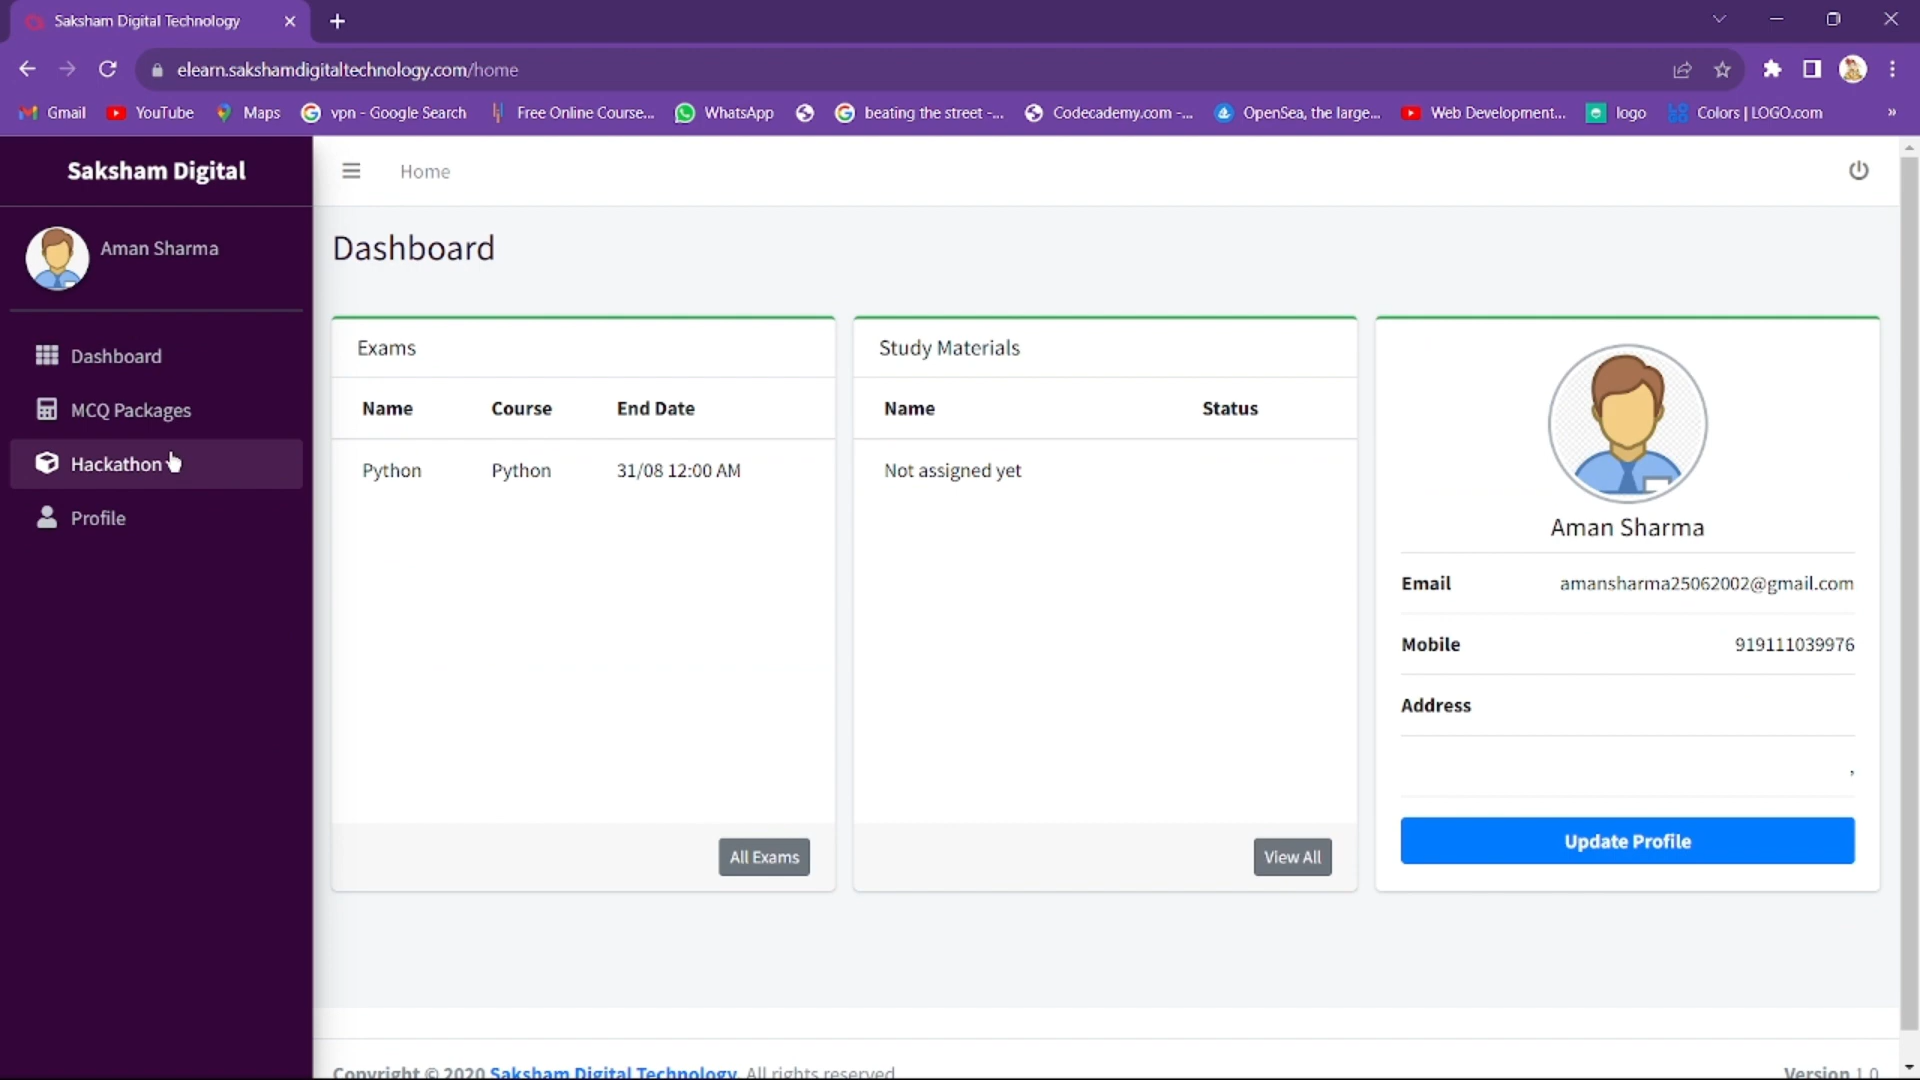 Saksham Digital Technology
elearn.sakshamdigitaltechnology.com/home
Gmail YouTube Maps vpn - Google Search Free Online Course... WhatsApp beating the street -... Codecademy.com -... OpenSea, the large... Web Development... logo Colors | LOGO.com »
Saksham Digital
Home
Aman Sharma
Dashboard
MCQ Packages
Hackathon
Profile
Dashboard
Exams
Name Course End Date
Python Python 31/08 12:00 AM
All Exams
Study Materials
Name Status
Not assigned yet
View All
Aman Sharma
Email amansharma25062002@gmail.com
Mobile 919111039976
Address
,
Update Profile
Copyright © 2020 Saksham Digital Technology. All rights reserved
Version 1.0